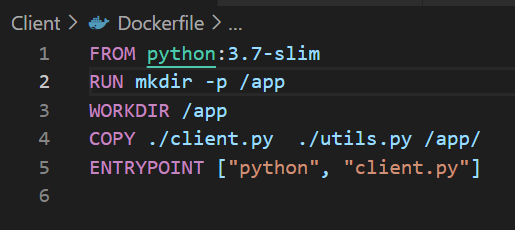 Client > Dockerfile > ...
1 FROM python:3.7-slim
2 RUN mkdir -p /app
3 WORKDIR /app
4 COPY ./client.py  ./utils.py /app/
5 ENTRYPOINT ["python", "client.py"]
6